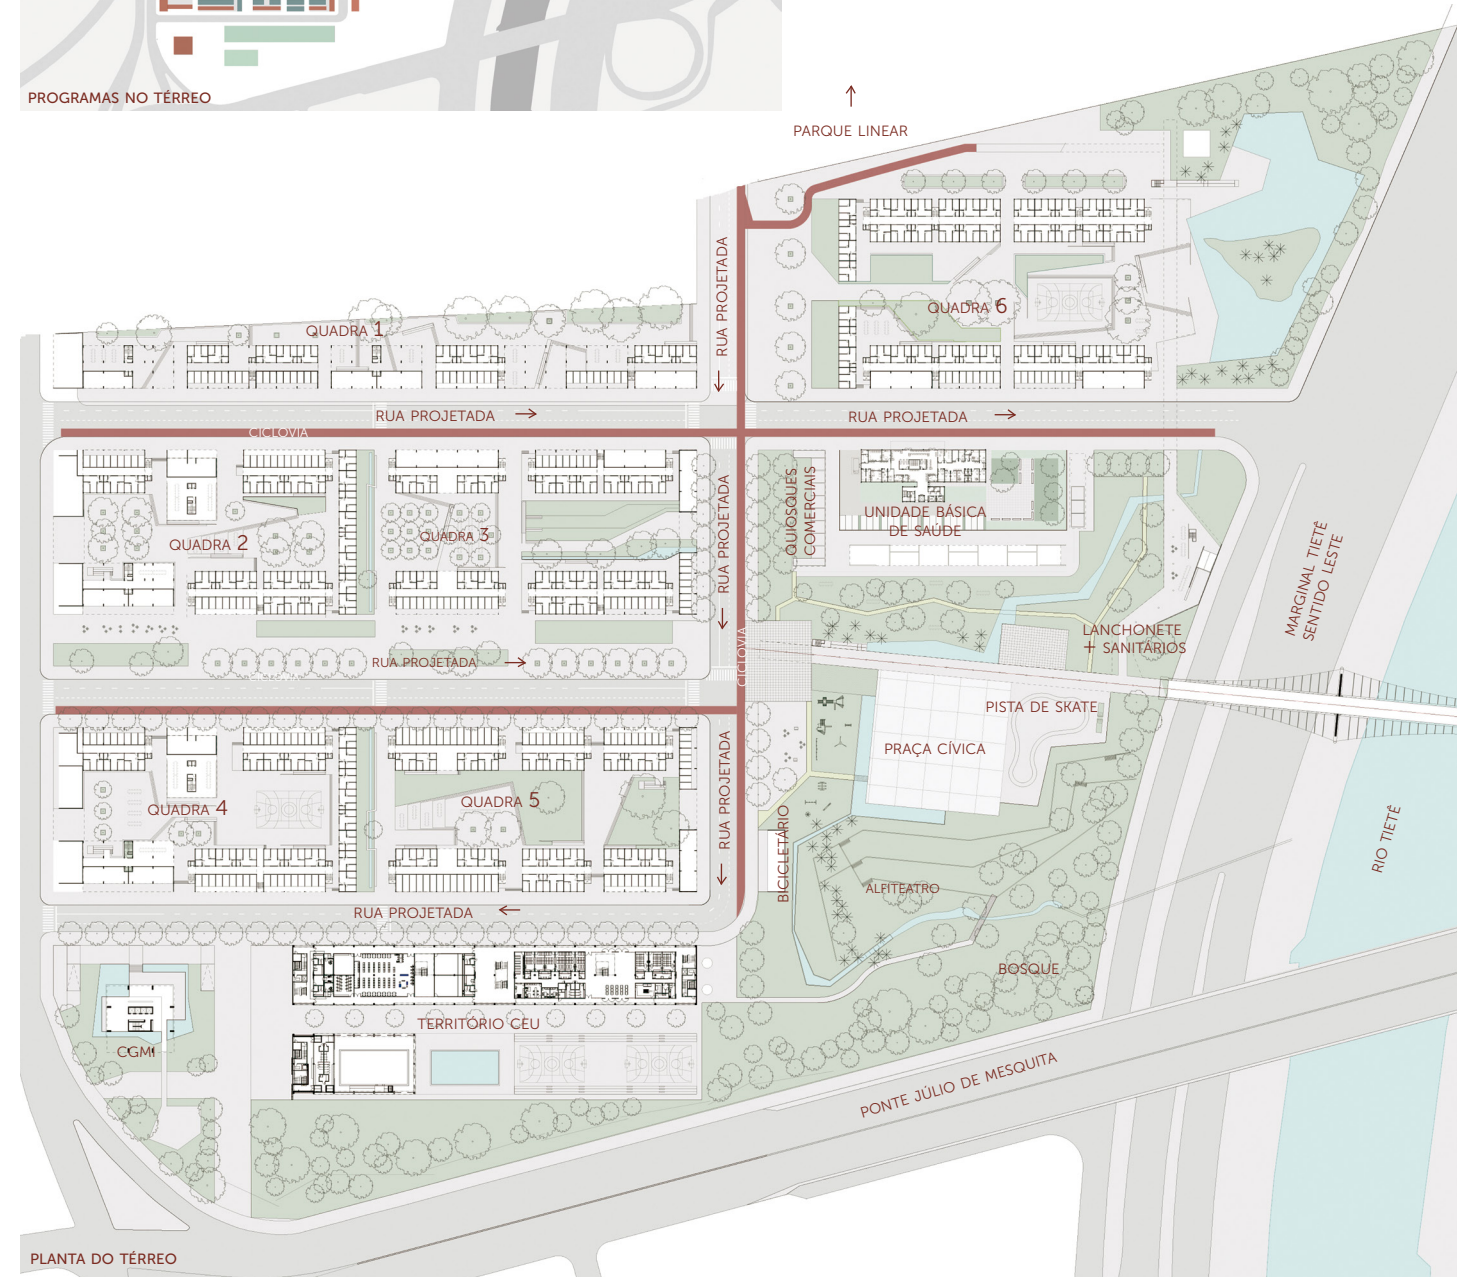 PROGRAMAS NO TÉRREO
PARQUE LINEAR
RUA PROJETADA
QUADRA 6
QUADRA 1
RUA PROJETADA
RUA PROJETADA
CICLOVIA
QUIOSQUES
COMERCIAIS
UNIDADE BÁSICA
DE SAÚDE
QUADRA 2
QUADRA 3
RUA PROJETADA
MARGINAL TIETÊ
SENTIDO LESTE
LANCHONETE
+ SANITÁRIOS
RUA PROJETADA
CICLOVIA
CICLOVIA
PISTA DE SKATE
PRAÇA CÍVICA
QUADRA 4
QUADRA 5
RUA PROJETADA
BICICLETÁRIO
RIO TIETÊ
ALFITEATRO
RUA PROJETADA
BOSQUE
TERRITÓRIO CEU
CGM
PONTE JÚLIO DE MESQUITA
PLANTA DO TÉRREO